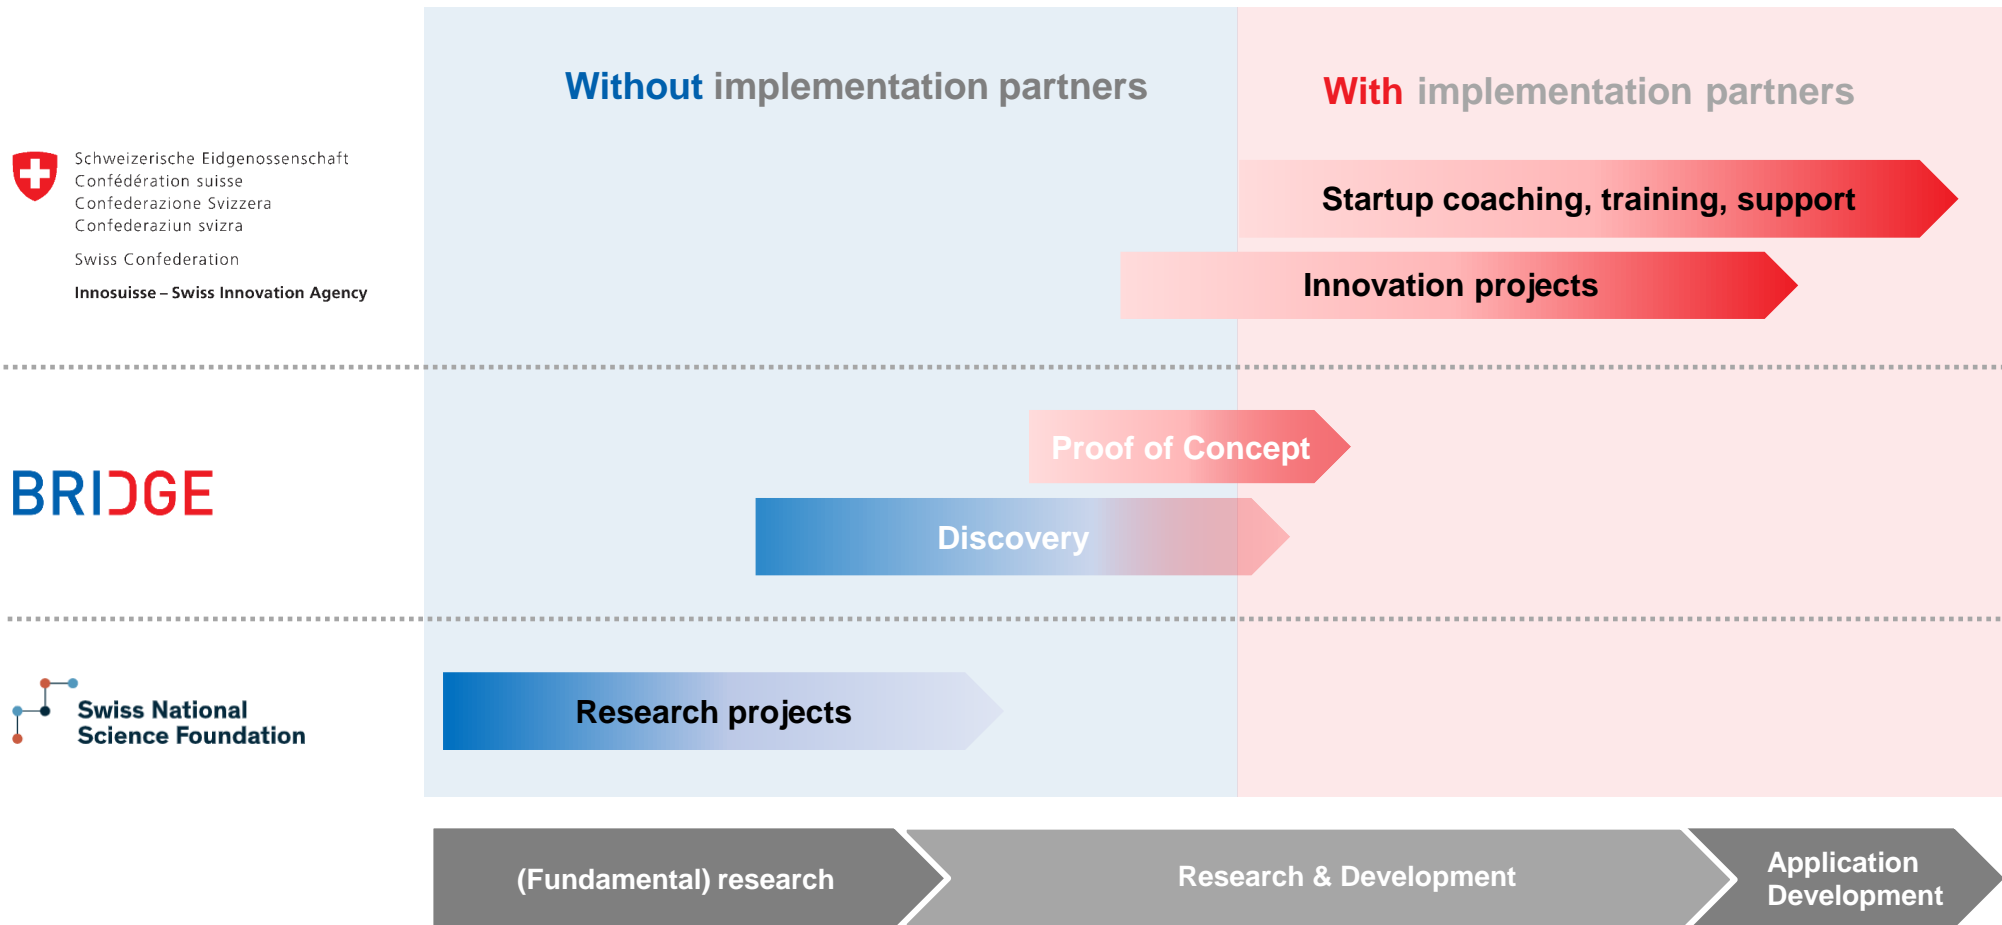 Without implementation partners
With implementation partners
Schweizerische Eidgenossenschaft
Confédération suisse
Confederazione Svizzera
Confederaziun svizra
Swiss Confederation
Innosuisse – Swiss Innovation Agency
Startup coaching, training, support
Innovation projects
BRIDGE
Proof of Concept
Discovery
Swiss National
Science Foundation
Research projects
(Fundamental) research
Research & Development
Application
Development